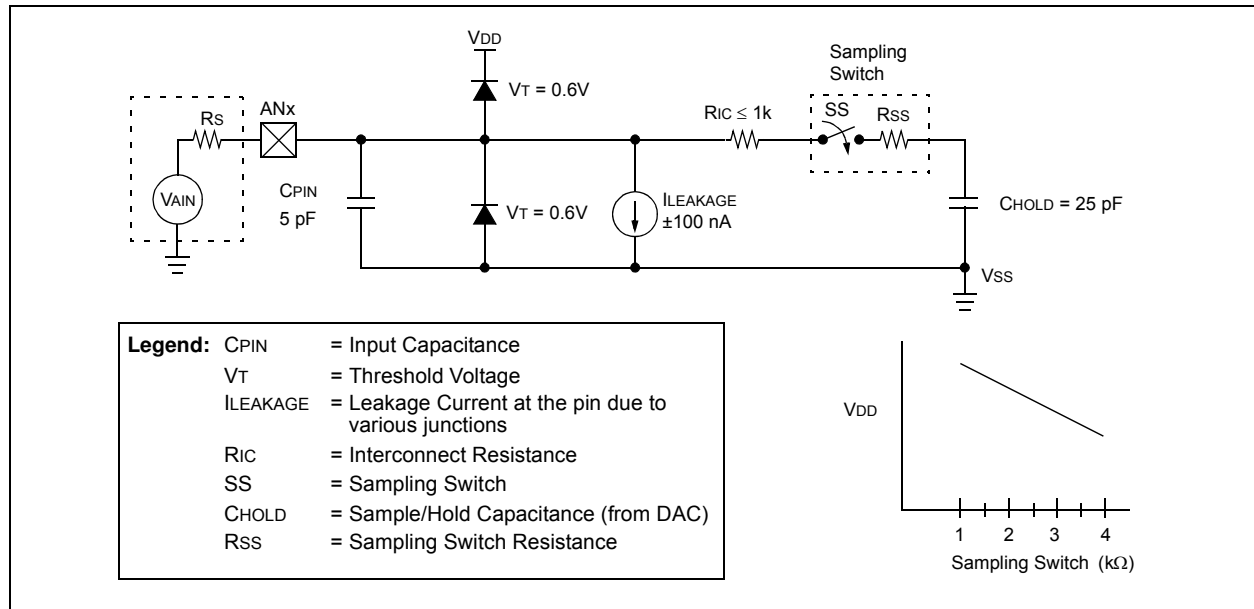 VDD
Sampling
Switch
VT = 0.6V
RS
ANx
RIC ≤ 1k
SS
RSS
VAIN
CPIN
5 pF
VT = 0.6V
ILEAKAGE
±100 nA
CHOLD = 25 pF
VSS
Legend: CPIN = Input Capacitance
VT = Threshold Voltage
ILEAKAGE = Leakage Current at the pin due to
various junctions
RIC = Interconnect Resistance
SS = Sampling Switch
CHOLD = Sample/Hold Capacitance (from DAC)
RSS = Sampling Switch Resistance
VDD
1 2 3 4
Sampling Switch (kΩ)